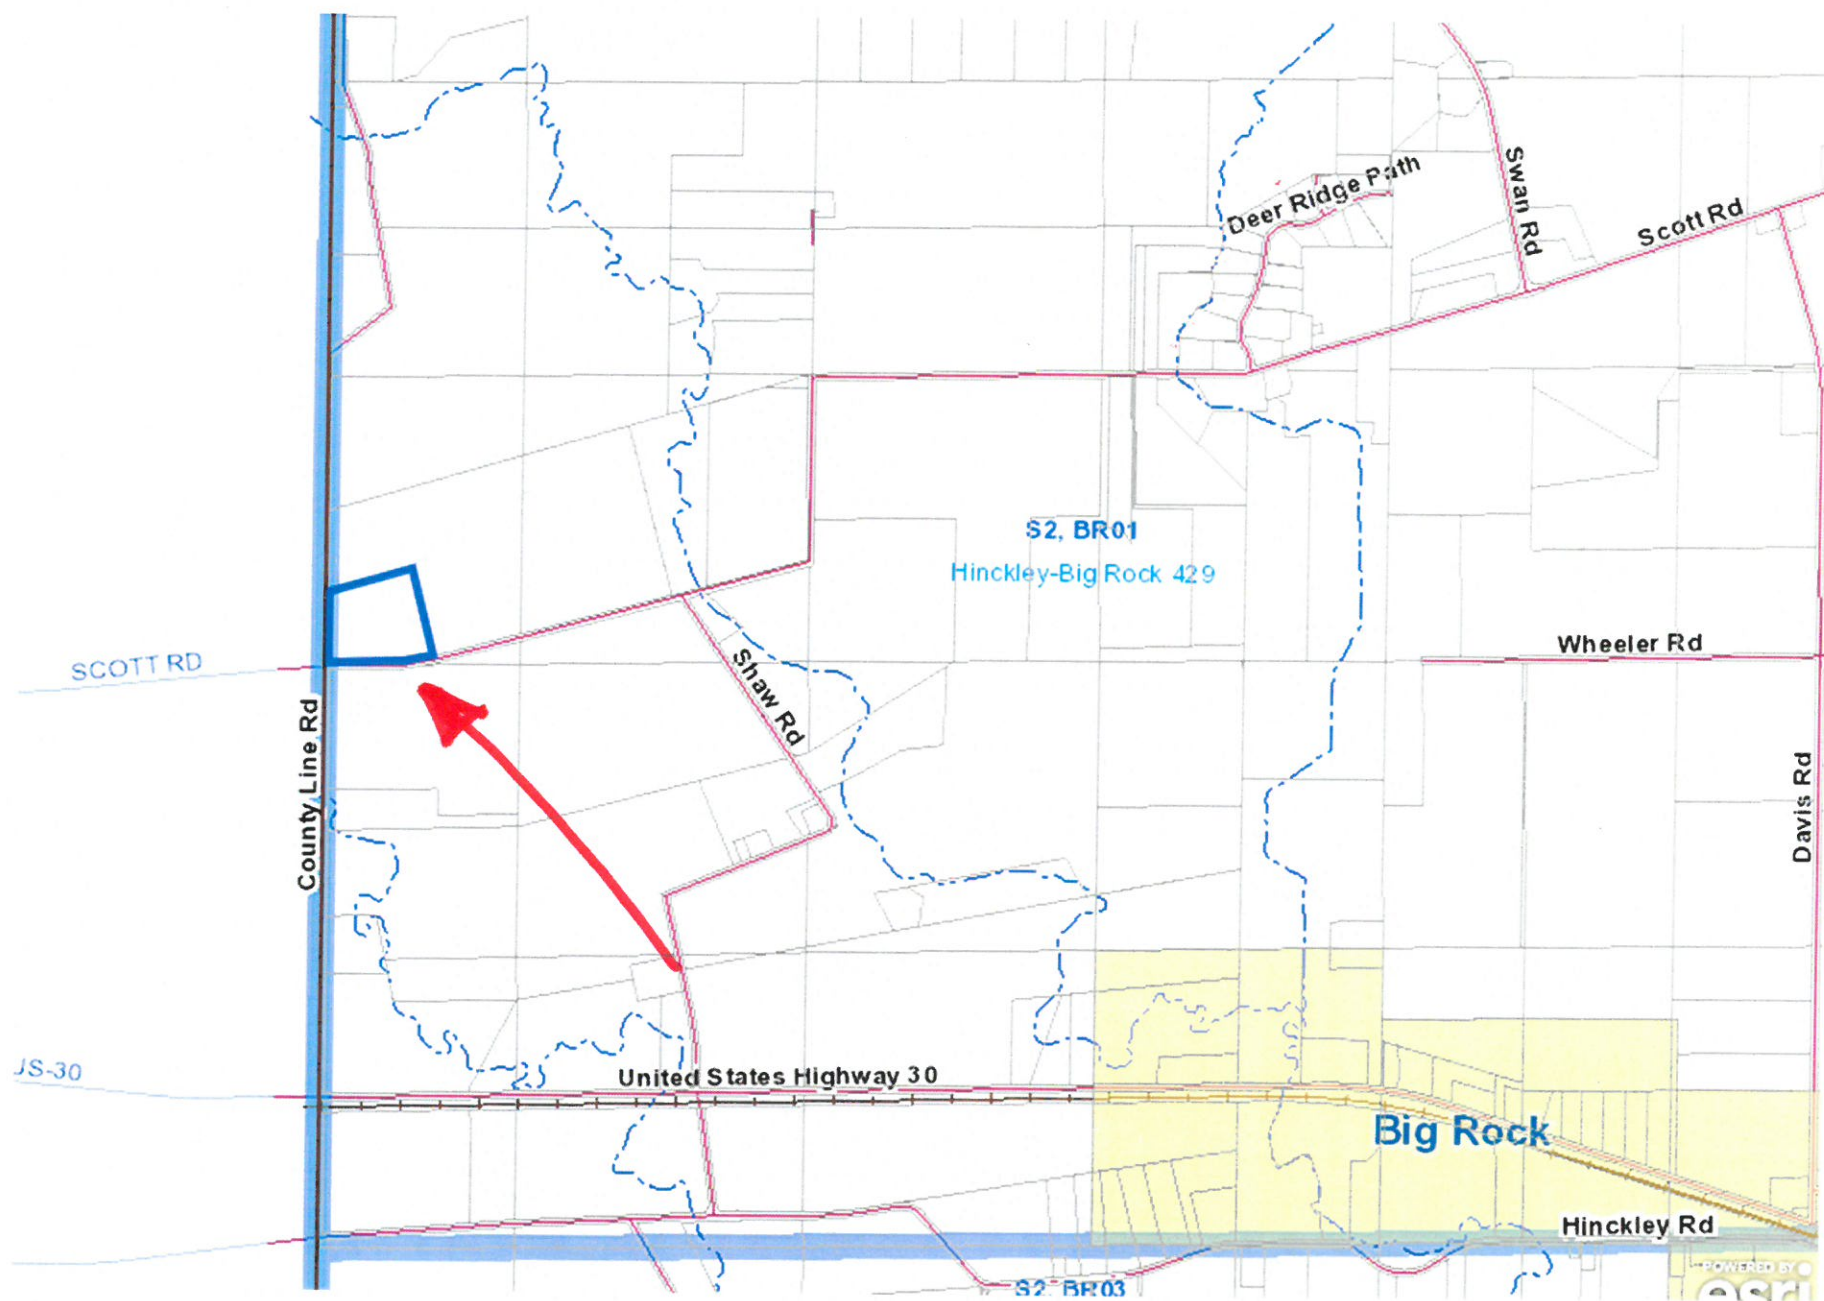 Deer Ridge Path
Swan Rd
Scott Rd
S2, BR01
Hinckley-Big Rock 429
Wheeler Rd
SCOTT RD
Shaw Rd
County Line Rd
Davis Rd
JS-30
United States Highway 30
Big Rock
Hinckley Rd
POWERED BY
esri
S2, BR03